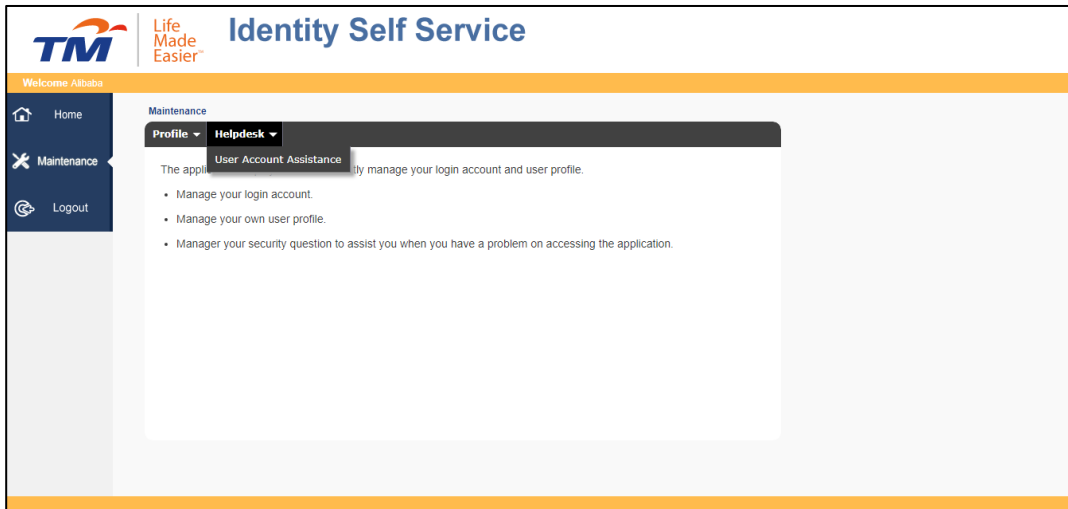 TM
Life
Made
Easier™
Identity Self Service
Welcome Alibaba
Home
Maintenance
Logout
Maintenance
Profile Helpdesk
User Account Assistance
The appli tly manage your login account and user profile.
Manage your login account.
Manage your own user profile.
Manager your security question to assist you when you have a problem on accessing the application.